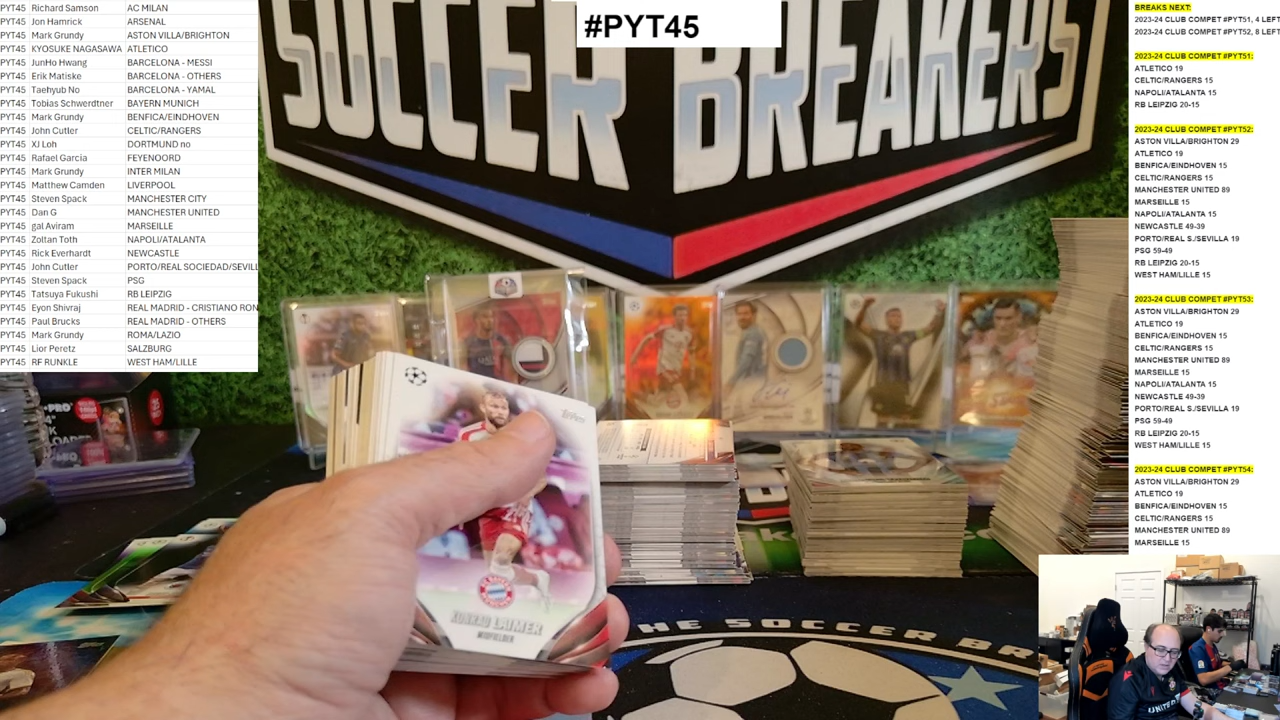 PYT45 Richard Samson AC MILAN
PYT45 Jon Hamrick ARSENAL
PYT45 Mark Grundy ASTON VILLA/BRIGHTON
PYT45 KYOSUKE NAGASAWA ATLETICO
PYT45 JunHo Hwang BARCELONA - MESSI
PYT45 Erik Matiske BARCELONA - OTHERS
PYT45 Taehyub No BARCELONA - YAMAL
PYT45 Tobias Schwerdtner BAYERN MUNICH
PYT45 Mark Grundy BENFICA/EINDHOVEN
PYT45 John Cutler CELTIC/RANGERS
PYT45 XJ Loh DORTMUND no
PYT45 Rafael Garcia FEYENOORD
PYT45 Mark Grundy INTER MILAN
PYT45 Matthew Camden LIVERPOOL
PYT45 Steven Spack MANCHESTER CITY
PYT45 Dan G MANCHESTER UNITED
PYT45 gal Aviram MARSEILLE
PYT45 Zoltan Toth NAPOLI/ATALANTA
PYT45 Rick Everhardt NEWCASTLE
PYT45 John Cutler PORTO/REAL SOCIEDAD/SEVILL
PYT45 Steven Spack PSG
PYT45 Tatsuya Fukushi RB LEIPZIG
PYT45 Eyon Shivraj REAL MADRID - CRISTIANO RON
PYT45 Paul Brucks REAL MADRID - OTHERS
PYT45 Mark Grundy ROMA/LAZIO
PYT45 Lior Peretz SALZBURG
PYT45 RF RUNKLE WEST HAM/LILLE
#PYT45
SOCCER BREAKERS
KONRAD LAIMER
MIDFIELDER
HE SOCCER BR
BREAKS NEXT:
2023-24 CLUB COMPET #PYT51, 4 LEFT
2023-24 CLUB COMPET #PYT52, 8 LEFT
2023-24 CLUB COMPET #PYT51:
ATLETICO 19
CELTIC/RANGERS 15
NAPOLI/ATALANTA 15
RB LEIPZIG 20-15
2023-24 CLUB COMPET #PYT52:
ASTON VILLA/BRIGHTON 29
ATLETICO 19
BENFICA/EINDHOVEN 15
CELTIC/RANGERS 15
MANCHESTER UNITED 89
MARSEILLE 15
NAPOLI/ATALANTA 15
NEWCASTLE 49-39
PORTO/REAL S./SEVILLA 19
PSG 59-49
RB LEIPZIG 20-15
WEST HAM/LILLE 15
2023-24 CLUB COMPET #PYT53:
ASTON VILLA/BRIGHTON 29
ATLETICO 19
BENFICA/EINDHOVEN 15
CELTIC/RANGERS 15
MANCHESTER UNITED 89
MARSEILLE 15
NAPOLI/ATALANTA 15
NEWCASTLE 49-39
PORTO/REAL S./SEVILLA 19
PSG 59-49
RB LEIPZIG 20-15
WEST HAM/LILLE 15
2023-24 CLUB COMPET #PYT54:
ASTON VILLA/BRIGHTON 29
ATLETICO 19
BENFICA/EINDHOVEN 15
CELTIC/RANGERS 15
MANCHESTER UNITED 89
MARSEILLE 15